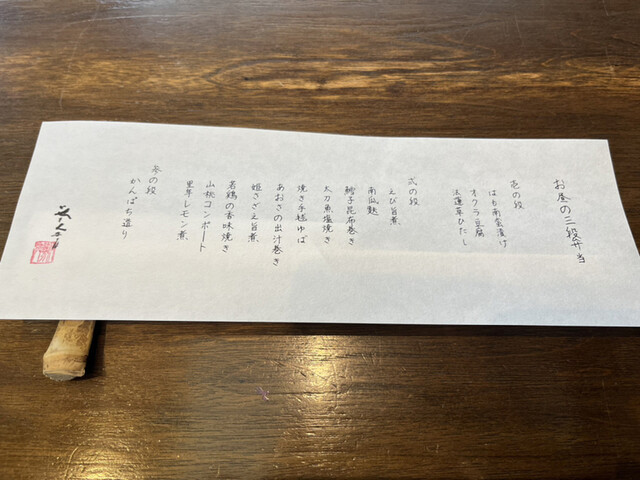 お昼の三段弁当
壱の段
はも南蛮漬け
オクラ豆腐
法蓮草ひたし
弐の段
えび旨煮
南瓜麩
鱈子昆布巻き
太刀魚塩焼き
焼き手毬ゆば
あおさの出汁巻き
姫さざえ旨煮
若鶏の香味焼き
山桃コンポート
里芋レモン煮
参の段
かんぱち造り